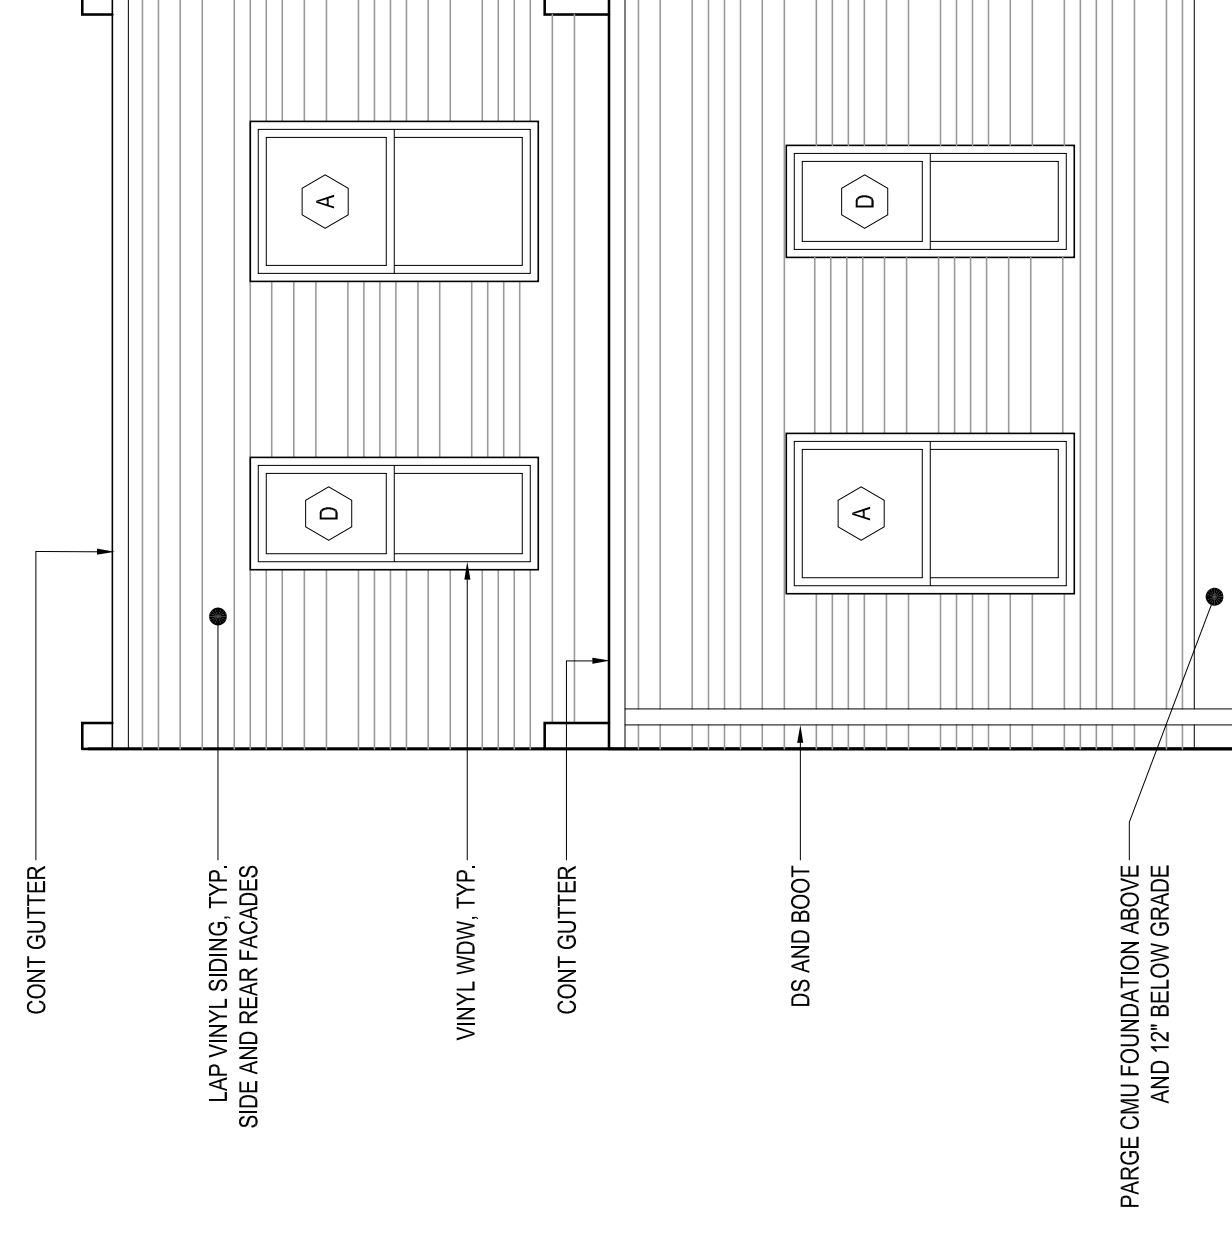 CONT GUTTER
LAP VINYL SIDING, TYP.
SIDE AND REAR FACADES
VINYL WDW, TYP.
CONT GUTTER
DS AND BOOT
PARGE CMU FOUNDATION ABOVE
AND 12" BELOW GRADE
D
A
A
D